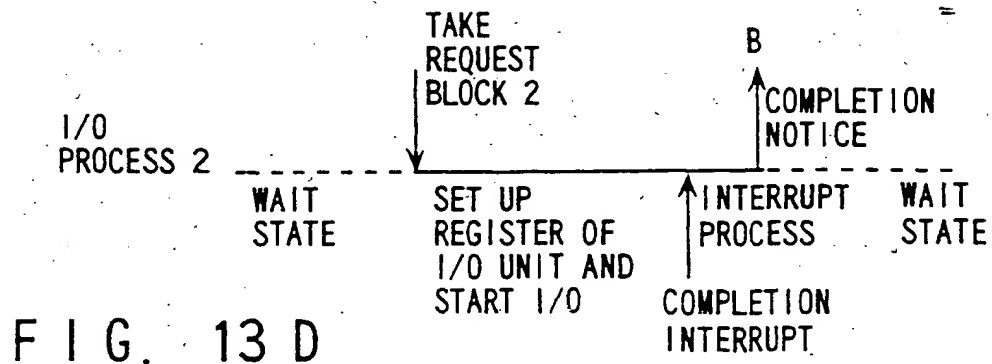 TAKE
REQUEST
BLOCK 2
B
COMPLETION
NOTICE
I/O
PROCESS 2
WAIT
STATE
SET UP
REGISTER OF
I/O UNIT AND
START I/O
INTERRUPT
PROCESS
WAIT
STATE
COMPLETION
INTERRUPT
FIG. 13D